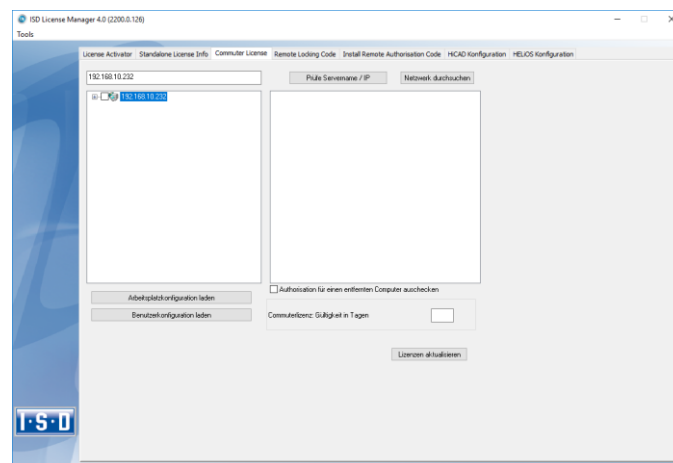 ISD License Manager 4.0 (2200.0.126)
Tools
License Activator Standalone License Info Commuter License Remote Locking Code Install Remote Authorisation Code HiCAD Konfiguration HELiOS Konfiguration
192.168.10.232 Prüfe Servername / IP Netzwerk durchsuchen
192.168.10.232
Authorisation für einen entfernten Computer auschecken
Arbeitsplatzkonfiguration laden
Benutzerkonfiguration laden Commuterlizenz: Gültigkeit in Tagen
Lizenzen aktualisieren
I·S·D